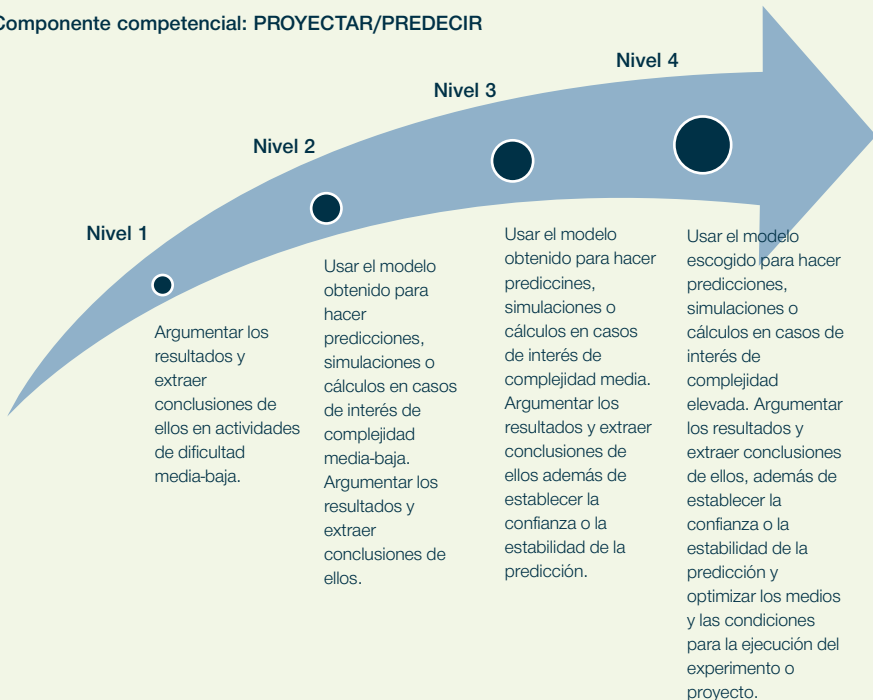 Componente competencial: PROYECTAR/PREDECIR
Nivel 1
Argumentar los
resultados y
extraer
conclusiones de
ellos en actividades
de dificultad
media-baja.
Nivel 2
Usar el modelo
obtenido para
hacer
predicciones,
simulaciones o
cálculos en casos
de interés de
complejidad
media-baja.
Argumentar los
resultados y
extraer
conclusiones de
ellos.
Nivel 3
Usar el modelo
obtenido para hacer
prediccines,
simulaciones o
cálculos en casos
de interés de
complejidad media.
Argumentar los
resultados y extraer
conclusiones de
ellos además de
establecer la
confianza o la
estabilidad de la
predicción.
Nivel 4
Usar el modelo
escogido para hacer
predicciones,
simulaciones o
cálculos en casos de
interés de
complejidad
elevada. Argumentar
los resultados y
extraer conclusiones
de ellos, además de
establecer la
confianza o la
estabilidad de la
predicción y
optimizar los medios
y las condiciones
para la ejecución del
experimento o
proyecto.